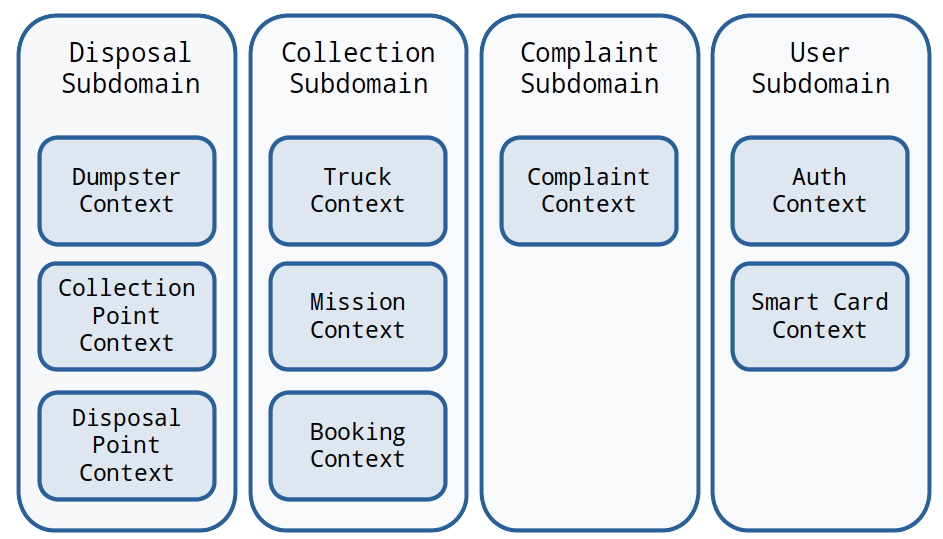 Disposal
Subdomain
Dumpster
Context
Collection
Point
Context
Disposal
Point
Context
Collection
Subdomain
Truck
Context
Mission
Context
Booking
Context
Complaint
Subdomain
Complaint
Context
User
Subdomain
Auth
Context
Smart Card
Context